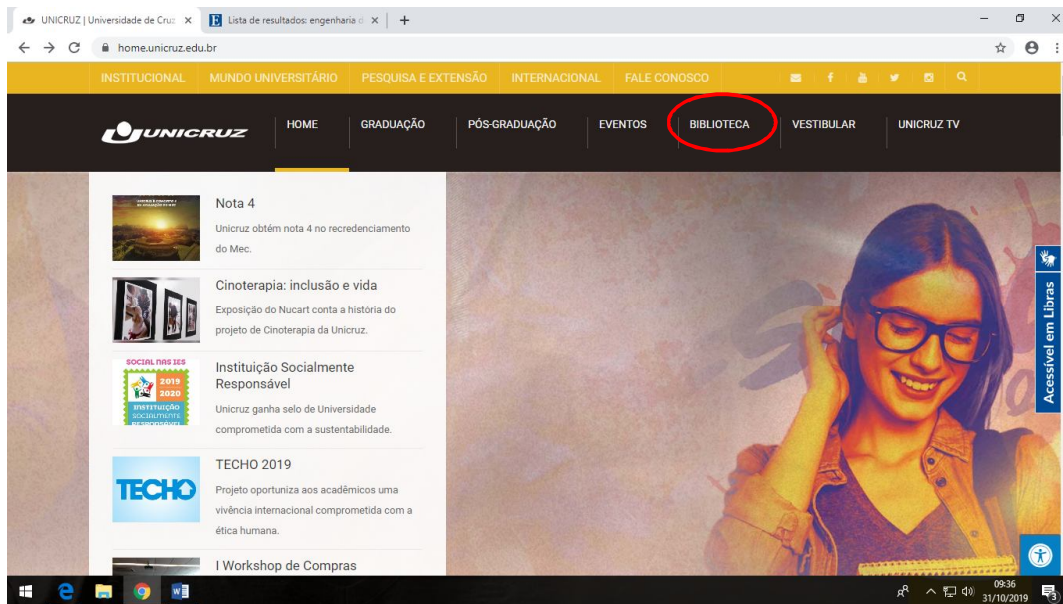 UNICRUZ | Universidade de Cruz
Lista de resultados: engenharia d
home.unicruz.edu.br
INSTITUCIONAL MUNDO UNIVERSITÁRIO PESQUISA E EXTENSÃO INTERNACIONAL FALE CONOSCO
UNICRUZ HOME GRADUAÇÃO PÓS-GRADUAÇÃO EVENTOS BIBLIOTECA VESTIBULAR UNICRUZ TV
Nota 4
Unicruz obtém nota 4 no recredenciamento
do Mec.
Cinoterapia: inclusão e vida
Exposição do Nucart conta a história do
projeto de Cinoterapia da Unicruz.
SOCIAL NAS IES
2019
2020
INSTITUIÇÃO
SOCIALMENTE
RESPONSÁVEL
Instituição Socialmente
Responsável
Unicruz ganha selo de Universidade
comprometida com a sustentabilidade.
TECHO
TECHO 2019
Projeto oportuniza aos acadêmicos uma
vivência internacional comprometida com a
ética humana.
I Workshop de Compras
Acessível em Libras
09:36
31/10/2019
3